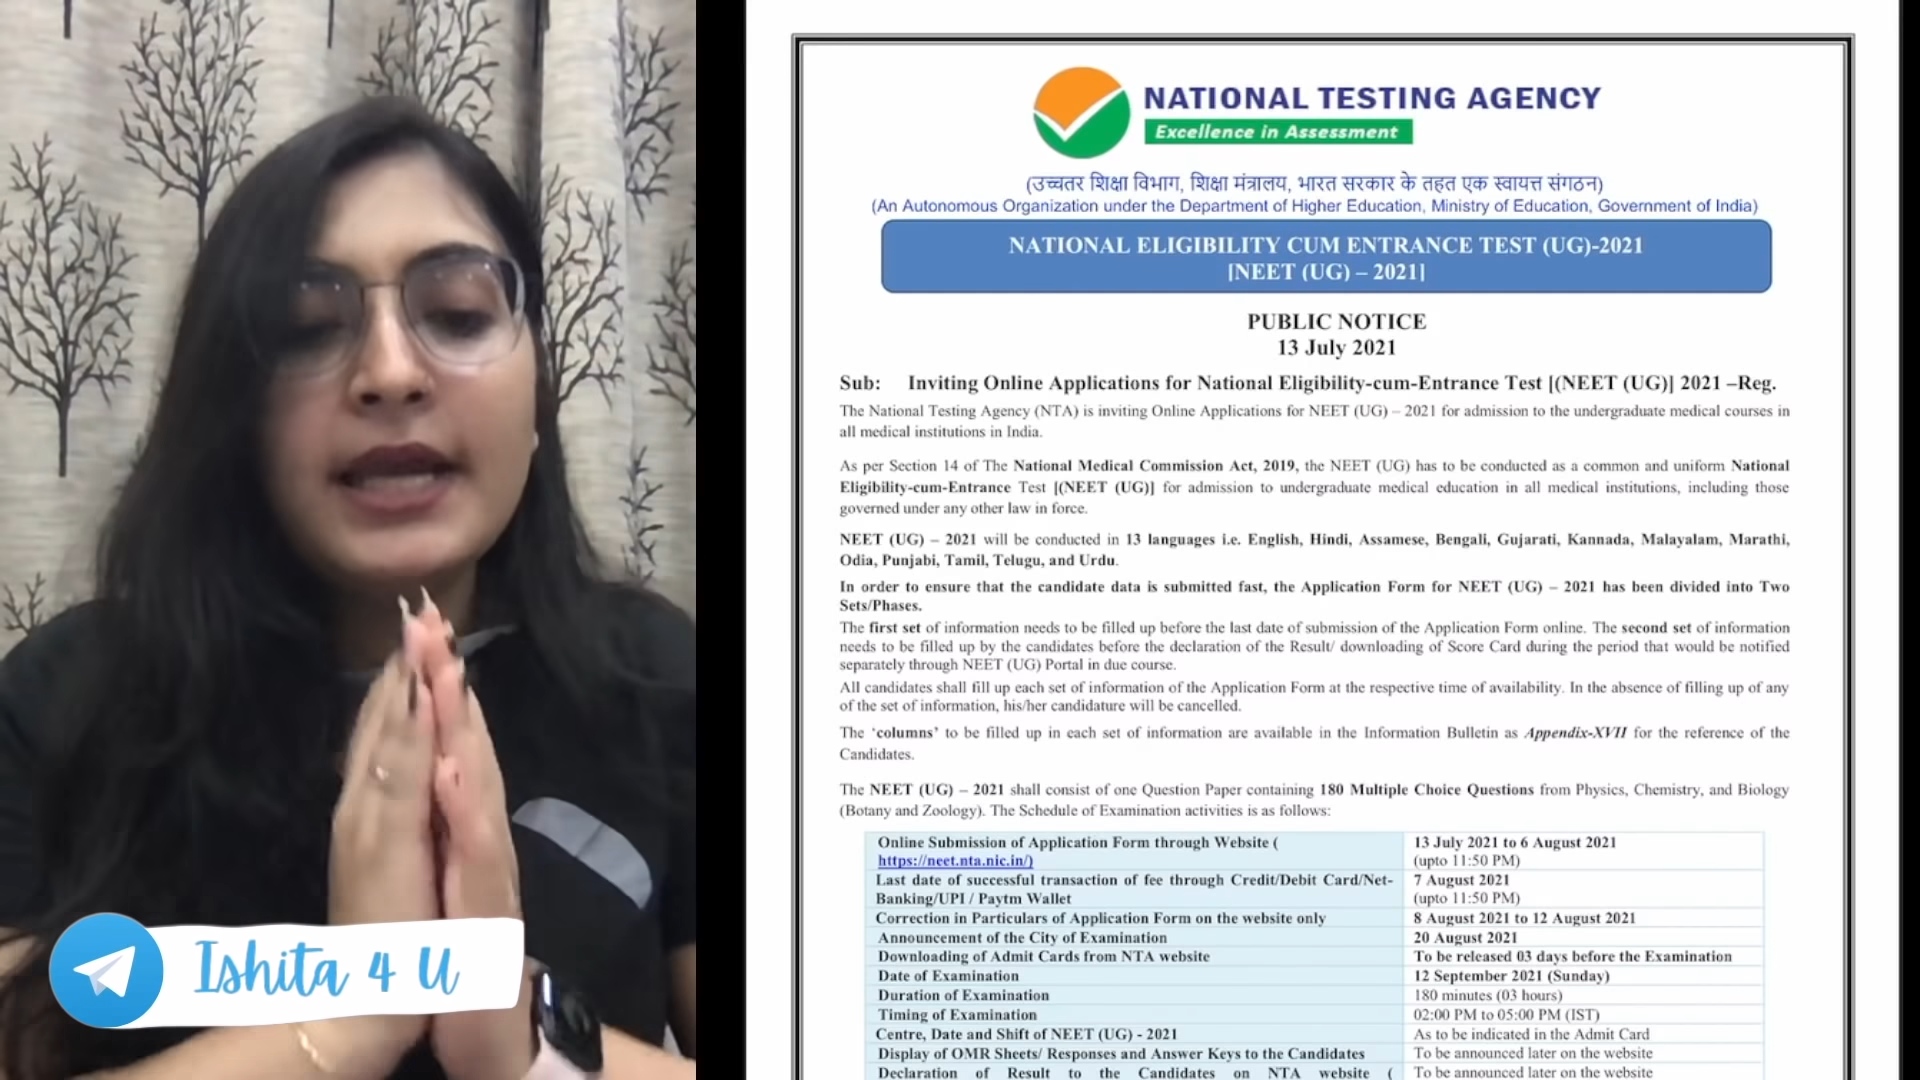 NATIONAL TESTING AGENCY
Excellence in Assessment
(उच्चतर शिक्षा विभाग, शिक्षा मंत्रालय, भारत सरकार के तहत एक स्वायत्त संगठन)
(An Autonomous Organization under the Department of Higher Education, Ministry of Education, Government of India)
NATIONAL ELIGIBILITY CUM ENTRANCE TEST (UG)-2021
[NEET (UG) – 2021]
PUBLIC NOTICE
13 July 2021
Sub: Inviting Online Applications for National Eligibility-cum-Entrance Test [(NEET (UG)] 2021 –Reg.
The National Testing Agency (NTA) is inviting Online Applications for NEET (UG) – 2021 for admission to the undergraduate medical courses in
all medical institutions in India.
As per Section 14 of The National Medical Commission Act, 2019, the NEET (UG) has to be conducted as a common and uniform National
Eligibility-cum-Entrance Test [(NEET (UG)] for admission to undergraduate medical education in all medical institutions, including those
governed under any other law in force.
NEET (UG) – 2021 will be conducted in 13 languages i.e. English, Hindi, Assamese, Bengali, Gujarati, Kannada, Malayalam, Marathi,
Odia, Punjabi, Tamil, Telugu, and Urdu.
In order to ensure that the candidate data is submitted fast, the Application Form for NEET (UG) – 2021 has been divided into Two
Sets/Phases.
The first set of information needs to be filled up before the last date of submission of the Application Form online. The second set of information
needs to be filled up by the candidates before the declaration of the Result/ downloading of Score Card during the period that would be notified
separately through NEET (UG) Portal in due course.
All candidates shall fill up each set of information of the Application Form at the respective time of availability. In the absence of filling up of any
of the set of information, his/her candidature will be cancelled.
The ‘columns’ to be filled up in each set of information are available in the Information Bulletin as Appendix-XVII for the reference of the
Candidates.
The NEET (UG) – 2021 shall consist of one Question Paper containing 180 Multiple Choice Questions from Physics, Chemistry, and Biology
(Botany and Zoology). The Schedule of Examination activities is as follows:
Online Submission of Application Form through Website ( 13 July 2021 to 6 August 2021
https://neet.nta.nic.in/) (upto 11:50 PM)
Last date of successful transaction of fee through Credit/Debit Card/Net- 7 August 2021
Banking/UPI / Paytm Wallet (upto 11:50 PM)
Correction in Particulars of Application Form on the website only 8 August 2021 to 12 August 2021
Announcement of the City of Examination 20 August 2021
Downloading of Admit Cards from NTA website To be released 03 days before the Examination
Date of Examination 12 September 2021 (Sunday)
Duration of Examination 180 minutes (03 hours)
Timing of Examination 02:00 PM to 05:00 PM (IST)
Centre, Date and Shift of NEET (UG) - 2021 As to be indicated in the Admit Card
Display of OMR Sheets/ Responses and Answer Keys to the Candidates To be announced later on the website
Declaration of Result to the Candidates on NTA website ( To be announced later on the website
Ishita 4 U